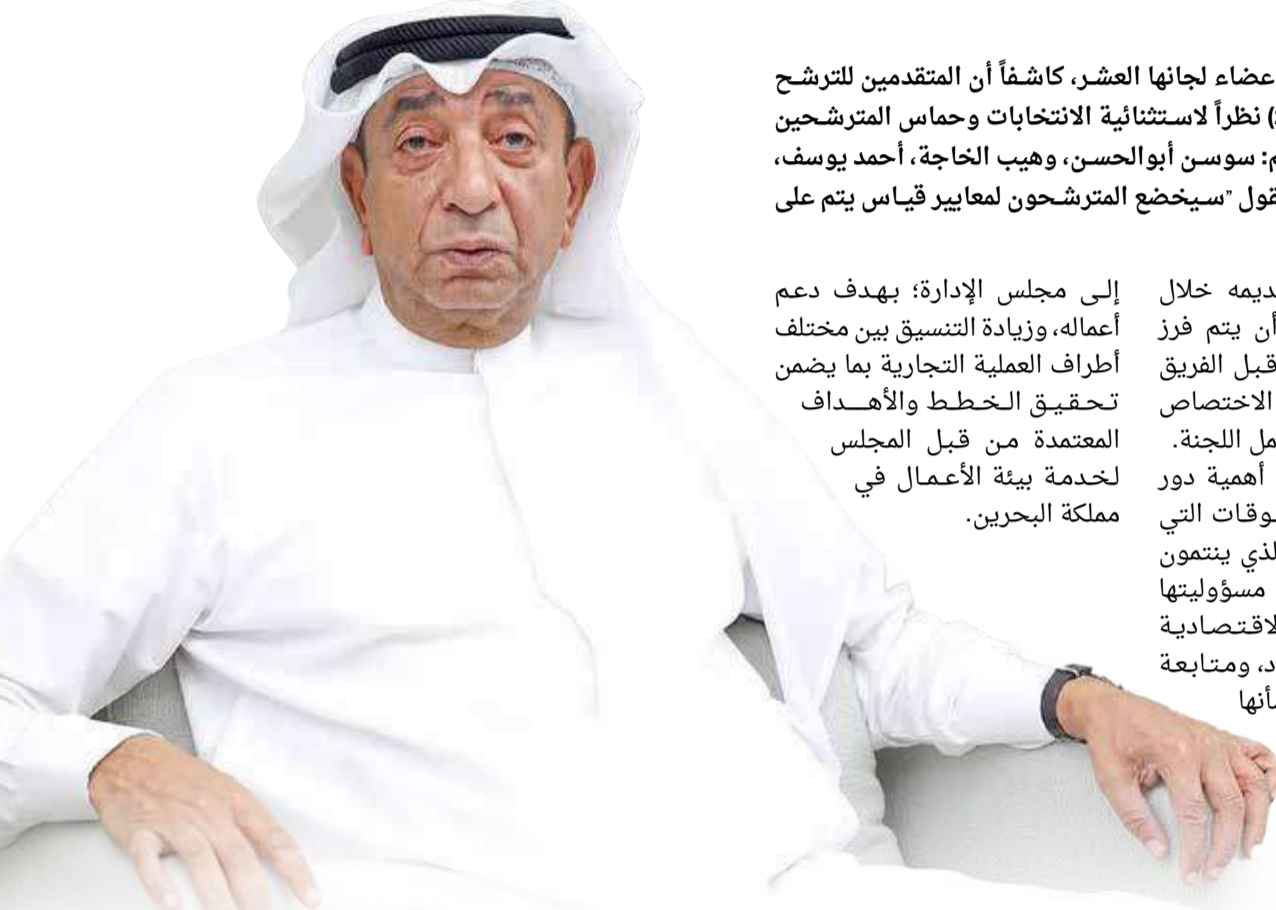 عضاء لجانها العشر، كاشفاً أن المتقدمين للترشح
نظراً لاستثنائية الانتخابات وحماس المترشحين
م: سوسن أبوالحسن، وهيب الخاجة، أحمد يوسف،
قول "سيخضع المترشحون لمعايير قياس يتم على
ديمه خلال
أن يتم فرز
قبل الفريق
الاختصاص
مل اللجنة.
أهمية دور
وقات التي
لذي ينتمون
مسؤوليتها
لاقتصادية
د، ومتابعة
أنها
إلى مجلس الإدارة؛ بهدف دعم
أعماله، وزيادة التنسيق بين مختلف
أطراف العملية التجارية بما يضمن
تحقيق الخطط والأهداف
المعتمدة من قبل المجلس
لخدمة بيئة الأعمال في
مملكة البحرين.